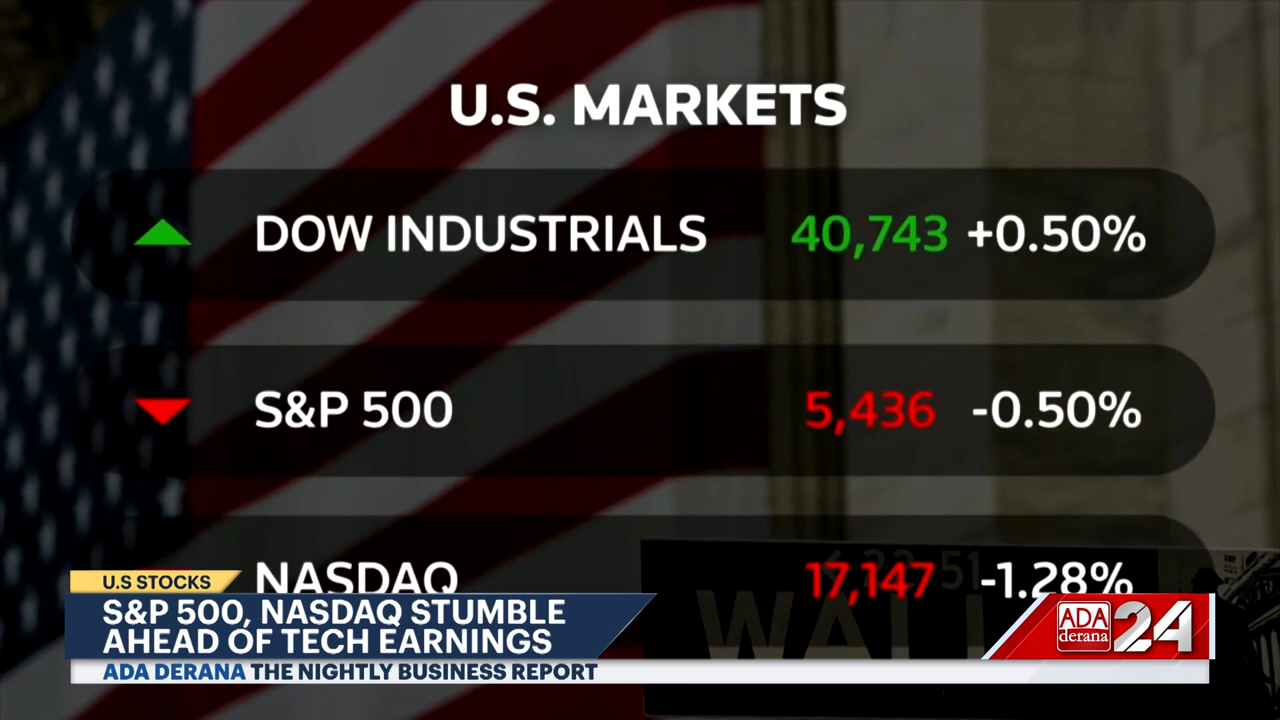 U.S. MARKETS
DOW INDUSTRIALS 40,743 +0.50%
S&P 500 5,436 -0.50%
NASDAQ 17,147 -1.28%
WALL
U.S STOCKS
S&P 500, NASDAQ STUMBLE
AHEAD OF TECH EARNINGS
ADA DERANA THE NIGHTLY BUSINESS REPORT
ADA
derana
24